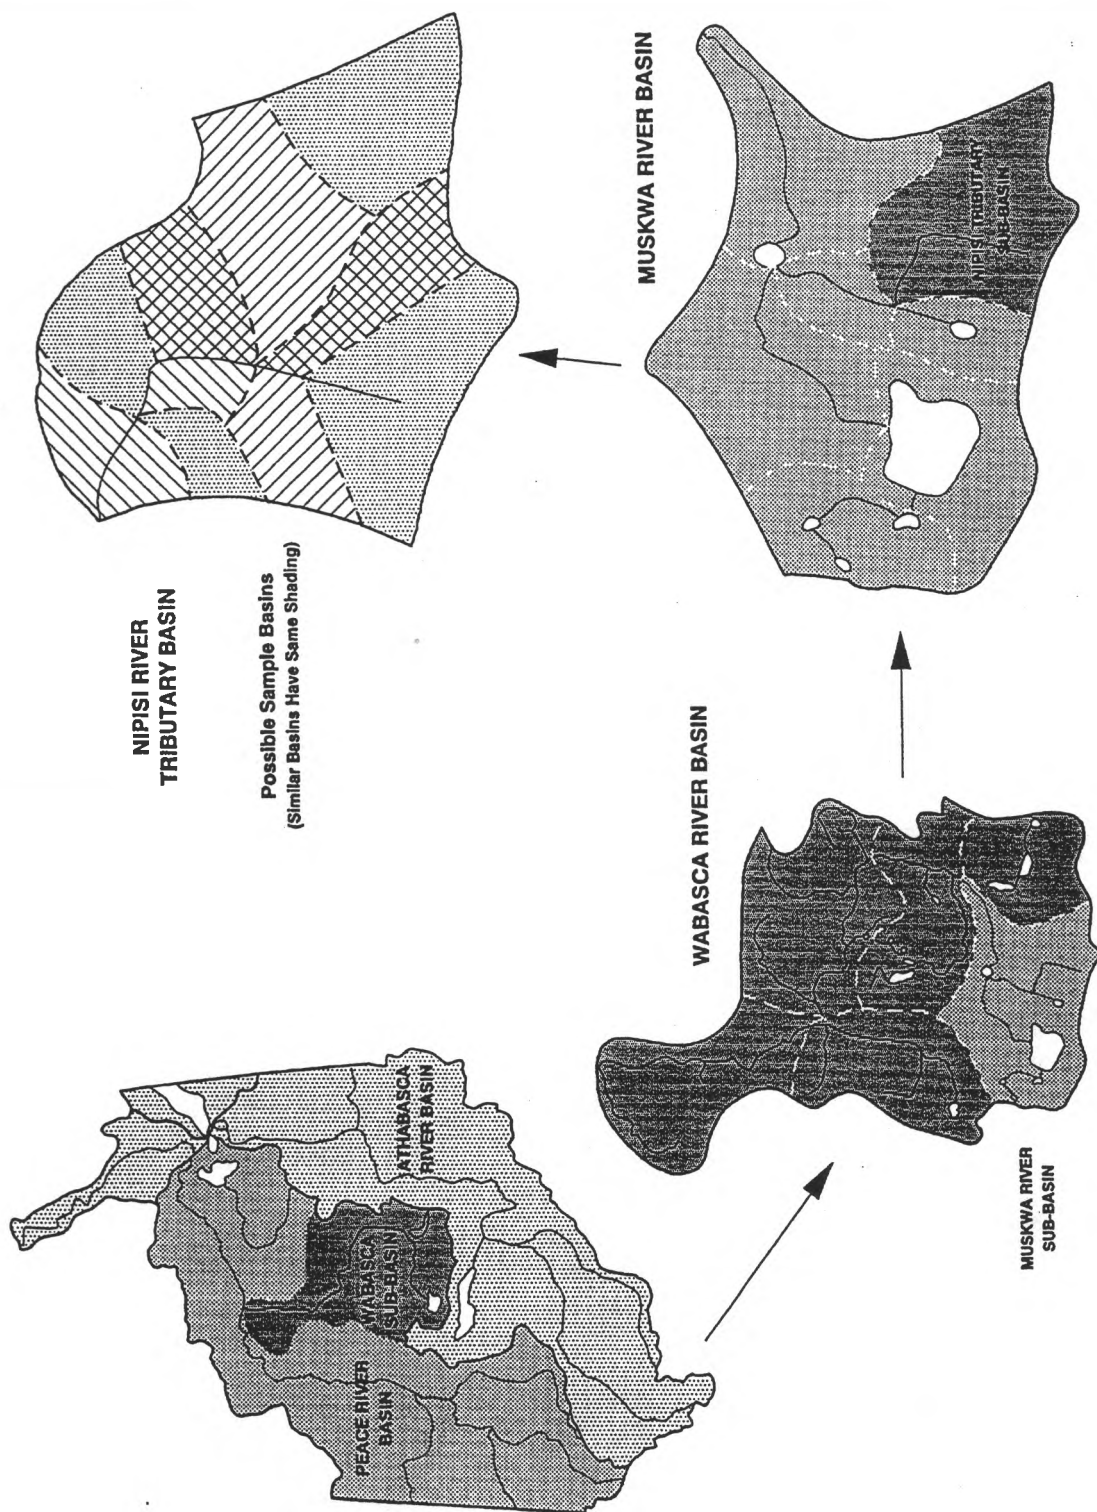 NIPISI RIVER
TRIBUTARY BASIN
Possible Sample Basins
(Similar Basins Have Same Shading)
MUSKWA RIVER BASIN
NIPISI TRIBUTARY
SUB-BASIN
WABASCA RIVER BASIN
MUSKWA RIVER
SUB-BASIN
PEACE RIVER
BASIN
WABASCA
SUB-BASIN
ATHABASCA
RIVER BASIN